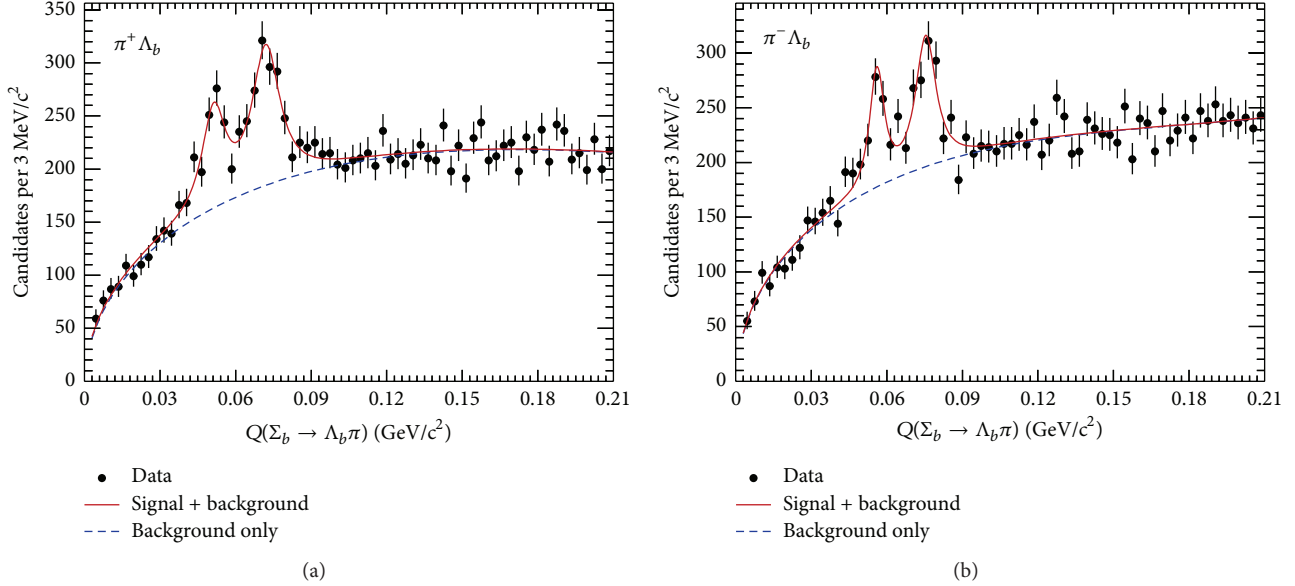 350
300
250
200
150
100
50
0
Candidates per 3 MeV/c²
π⁺Λ_b
0 0.03 0.06 0.09 0.12 0.15 0.18 0.21
Q(Σ_b → Λ_bπ) (GeV/c²)
Data
Signal + background
Background only
(a)
300
250
200
150
100
50
0
Candidates per 3 MeV/c²
π⁻Λ_b
0 0.03 0.06 0.09 0.12 0.15 0.18 0.21
Q(Σ_b → Λ_bπ) (GeV/c²)
Data
Signal + background
Background only
(b)